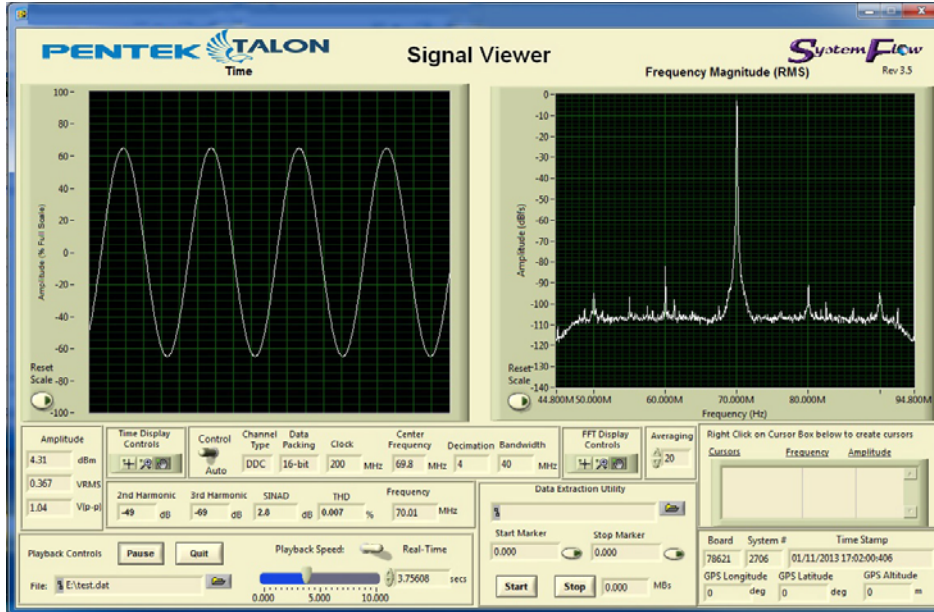 PENTEK TALON
Signal Viewer
SystemFlow
Rev 3.5
Time
Amplitude (% Full Scale)
100
80
60
40
20
0
-20
-40
-60
-80
-100
Reset
Scale
Frequency Magnitude (RMS)
Amplitude (dBfs)
0
-10
-20
-30
-40
-50
-60
-70
-80
-90
-100
-110
-120
-130
-140
Reset
Scale
44.800M 50.000M 70.000M 80.000M 94.800M
Frequency (Hz)
Amplitude
4.31 dBm
0.367 VRMS
1.04 V(p-p)
Time Display
Controls
Control
Auto
Channel Type
DDC
Data Packing
16-bit
Clock
200 MHz
Center Frequency
69.8 MHz
Decimation
4
Bandwidth
40 MHz
FFT Display
Controls
Averaging
20
Right Click on Cursor Box below to create cursors
Cursors Frequency Amplitude
2nd Harmonic
-49 dB
3rd Harmonic
-69 dB
SINAD
2.8 dB
THD
0.007 %
Frequency
70.01 MHz
Data Extraction Utility
Start Marker
0.000
Stop Marker
0.000
Start
Stop
0.000 MBs
Board System # Time Stamp
78621 2706 01/11/2013 17:02:00:406
GPS Longitude GPS Latitude GPS Altitude
0 deg 0 deg 0 m
Playback Controls
Pause
Quit
Playback Speed:
Real-Time
File: E:\test.dat
0.000 5.000 10.000
3.75608 secs